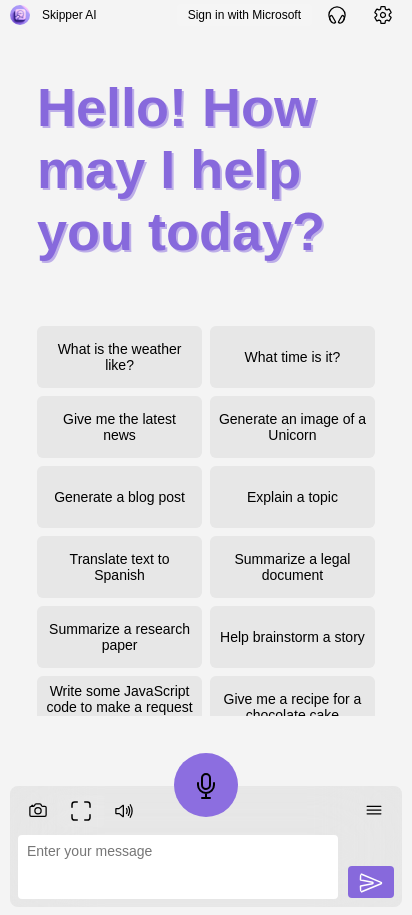 Skipper AI
Sign in with Microsoft
Hello! How
may I help
you today?
What is the weather
like?
What time is it?
Give me the latest
news
Generate an image of a
Unicorn
Generate a blog post
Explain a topic
Translate text to
Spanish
Summarize a legal
document
Summarize a research
paper
Help brainstorm a story
Write some JavaScript
code to make a request
Give me a recipe for a
chocolate cake
Enter your message